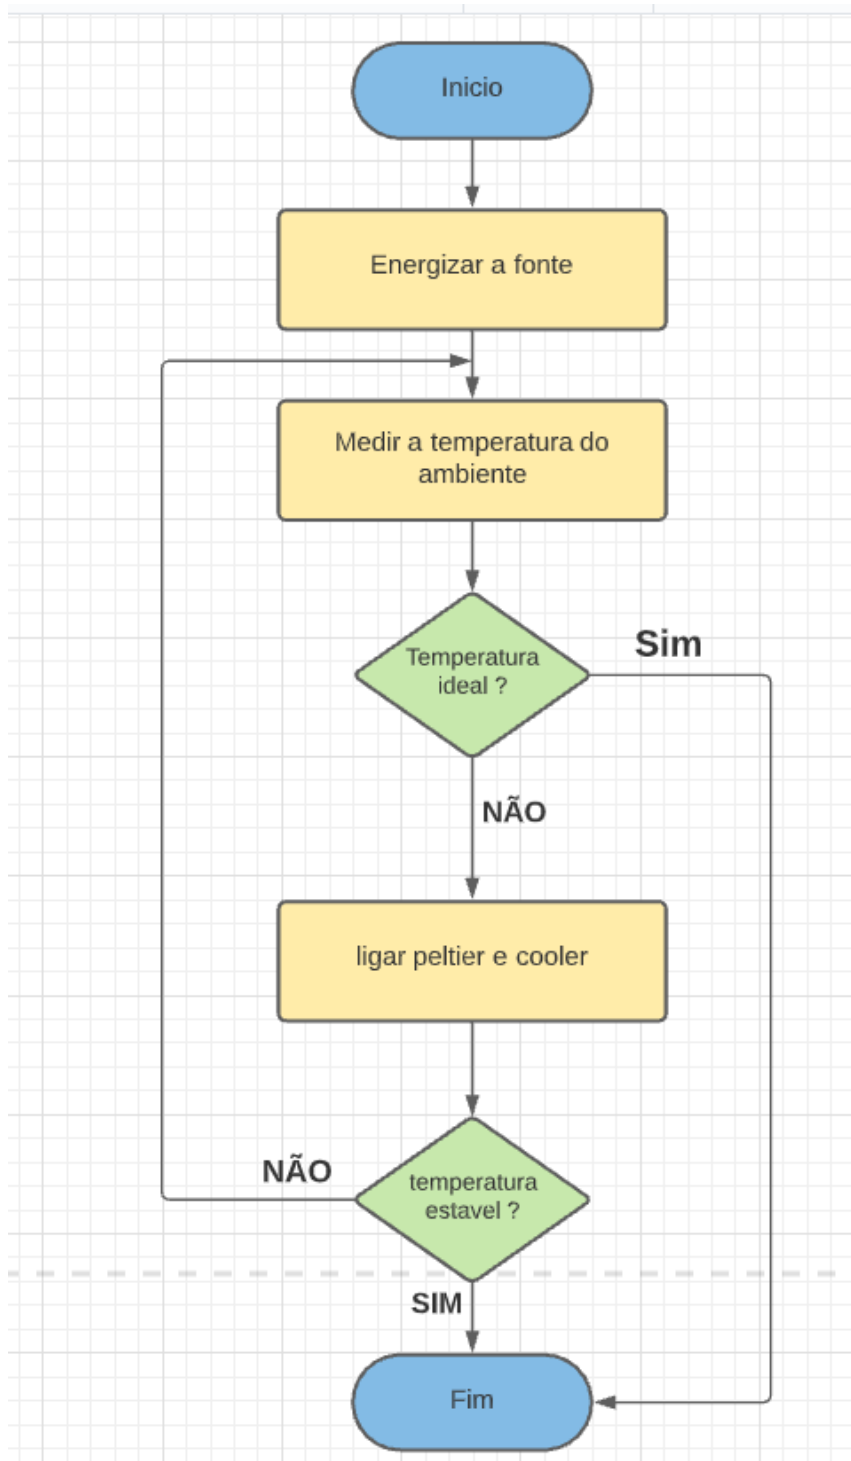 Inicio
Energizar a fonte
Medir a temperatura do
ambiente
Temperatura
ideal ?
Sim
NÃO
ligar peltier e cooler
temperatura
estavel ?
NÃO
SIM
Fim